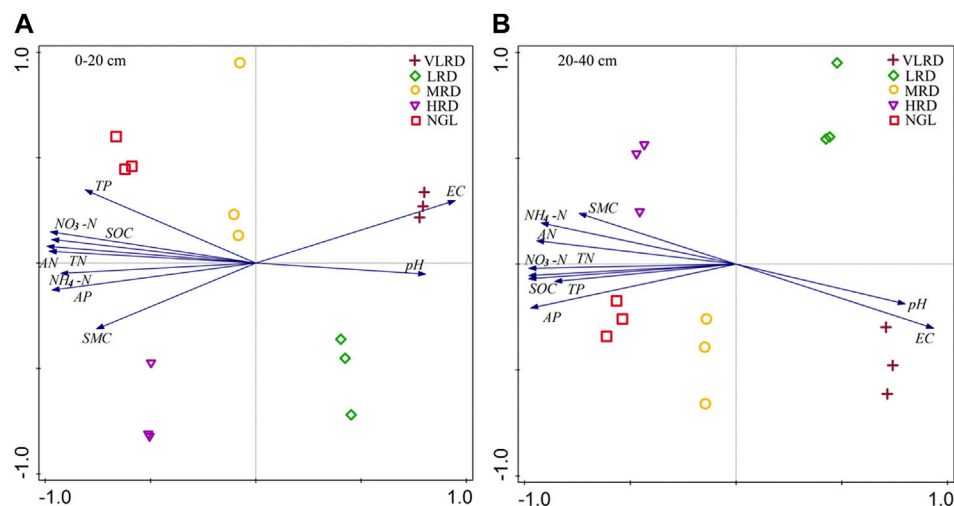 A
1.0
0-20 cm
VLRD
LRD
MRD
HRD
NGL
TP
EC
NO₃ -N
SOC
AN
TN
pH
NH₄ -N
AP
SMC
-1.0
-1.0
1.0
B
1.0
20-40 cm
VLRD
LRD
MRD
HRD
NGL
SMC
NH₄ -N
AN
NO₃ -N
TN
SOC
TP
AP
pH
EC
-1.0
-1.0
1.0